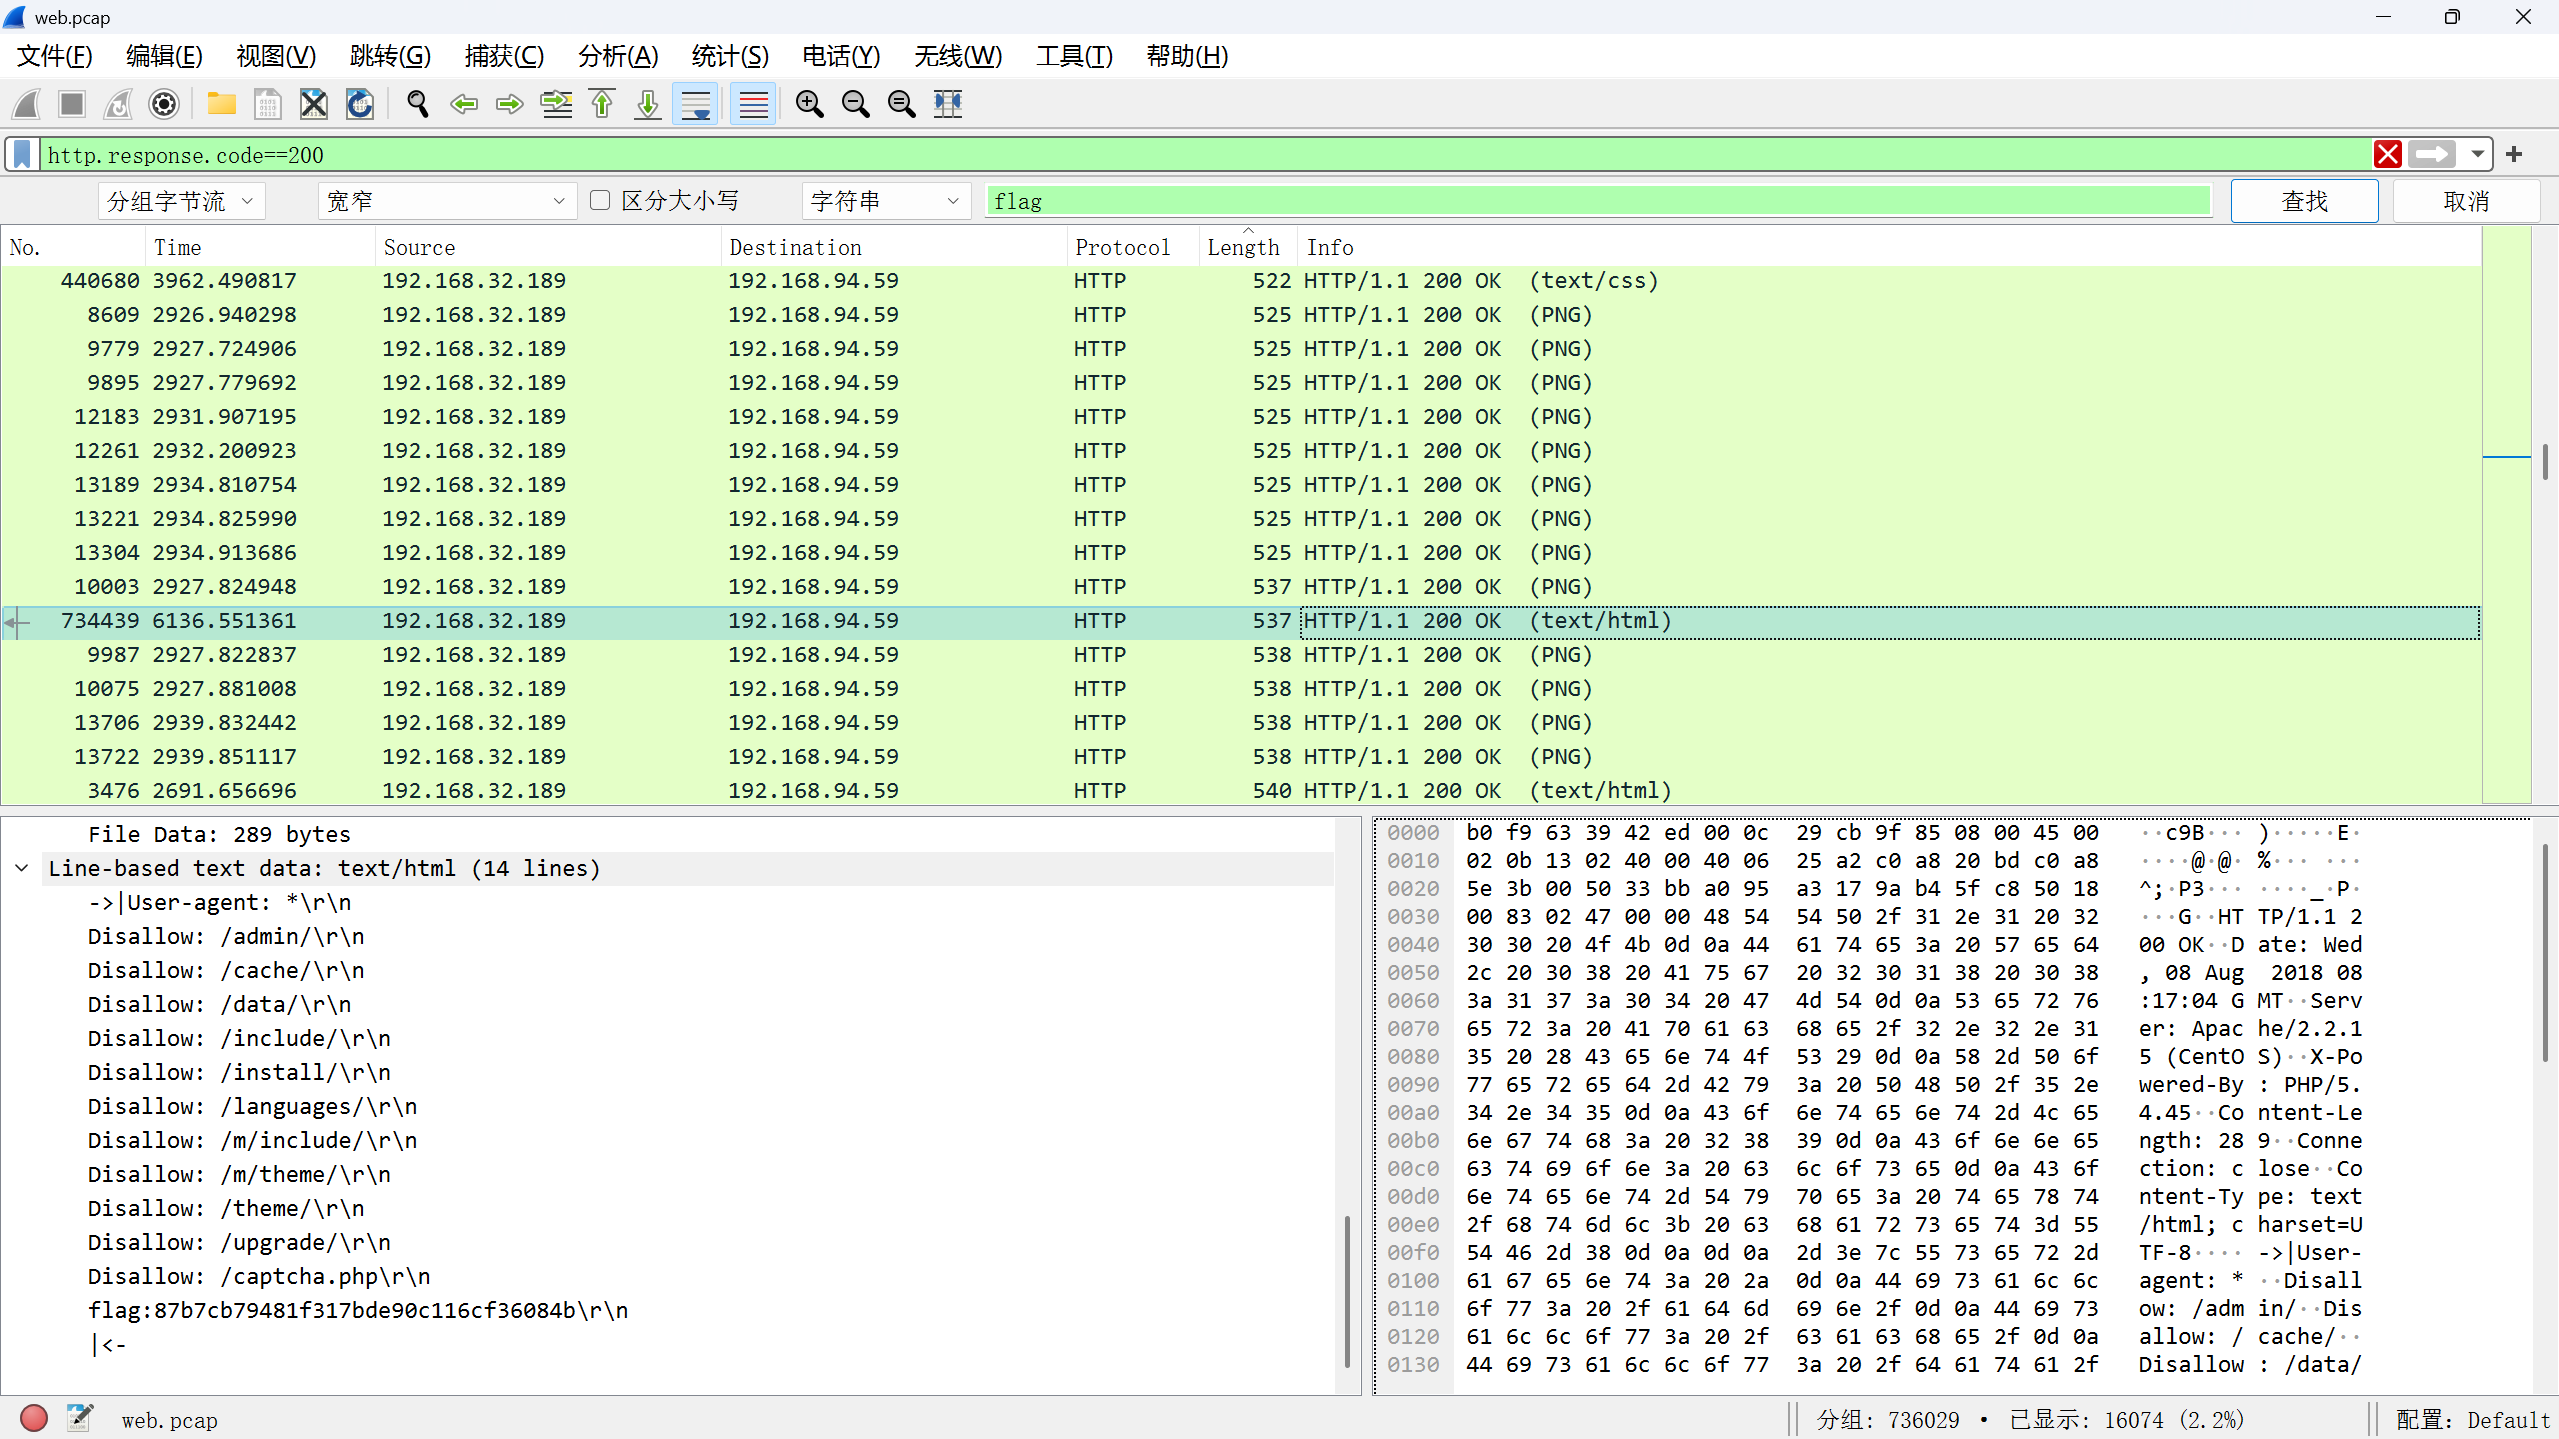 web.pcap
文件(F) 编辑(E) 视图(V) 跳转(G) 捕获(C) 分析(A) 统计(S) 电话(Y) 无线(W) 工具(T) 帮助(H)
http.response.code==200
分组字节流 宽窄 区分大小写 字符串 flag 查找 取消
No. Time Source Destination Protocol Length Info
440680 3962.490817 192.168.32.189 192.168.94.59 HTTP 522 HTTP/1.1 200 OK (text/css)
8609 2926.940298 192.168.32.189 192.168.94.59 HTTP 525 HTTP/1.1 200 OK (PNG)
9779 2927.724906 192.168.32.189 192.168.94.59 HTTP 525 HTTP/1.1 200 OK (PNG)
9895 2927.779692 192.168.32.189 192.168.94.59 HTTP 525 HTTP/1.1 200 OK (PNG)
12183 2931.907195 192.168.32.189 192.168.94.59 HTTP 525 HTTP/1.1 200 OK (PNG)
12261 2932.200923 192.168.32.189 192.168.94.59 HTTP 525 HTTP/1.1 200 OK (PNG)
13189 2934.810754 192.168.32.189 192.168.94.59 HTTP 525 HTTP/1.1 200 OK (PNG)
13221 2934.825990 192.168.32.189 192.168.94.59 HTTP 525 HTTP/1.1 200 OK (PNG)
13304 2934.913686 192.168.32.189 192.168.94.59 HTTP 525 HTTP/1.1 200 OK (PNG)
10003 2927.824948 192.168.32.189 192.168.94.59 HTTP 537 HTTP/1.1 200 OK (PNG)
734439 6136.551361 192.168.32.189 192.168.94.59 HTTP 537 HTTP/1.1 200 OK (text/html)
9987 2927.822837 192.168.32.189 192.168.94.59 HTTP 538 HTTP/1.1 200 OK (PNG)
10075 2927.881008 192.168.32.189 192.168.94.59 HTTP 538 HTTP/1.1 200 OK (PNG)
13706 2939.832442 192.168.32.189 192.168.94.59 HTTP 538 HTTP/1.1 200 OK (PNG)
13722 2939.851117 192.168.32.189 192.168.94.59 HTTP 538 HTTP/1.1 200 OK (PNG)
3476 2691.656696 192.168.32.189 192.168.94.59 HTTP 540 HTTP/1.1 200 OK (text/html)
File Data: 289 bytes
Line-based text data: text/html (14 lines)
->|User-agent: *\r\n
Disallow: /admin/\r\n
Disallow: /cache/\r\n
Disallow: /data/\r\n
Disallow: /include/\r\n
Disallow: /install/\r\n
Disallow: /languages/\r\n
Disallow: /m/include/\r\n
Disallow: /m/theme/\r\n
Disallow: /theme/\r\n
Disallow: /upgrade/\r\n
Disallow: /captcha.php\r\n
flag:87b7cb79481f317bde90c116cf36084b\r\n
|<-
0000 b0 f9 63 39 42 ed 00 0c 29 cb 9f 85 08 00 45 00 ··c9B··· )·····E·
0010 02 0b 13 02 40 00 40 06 25 a2 c0 a8 20 bd c0 a8 ····@·@· %··· ···
0020 5e 3b 00 50 33 bb a0 95 a3 17 9a b4 5f c8 50 18 ^;·P3··· ····_·P·
0030 00 83 02 47 00 00 48 54 54 50 2f 31 2e 31 20 32 ···G··HT TP/1.1 2
0040 30 30 20 4f 4b 0d 0a 44 61 74 65 3a 20 57 65 64 00 OK··D ate: Wed
0050 2c 20 30 38 20 41 75 67 20 32 30 31 38 20 30 38 , 08 Aug  2018 08
0060 3a 31 37 3a 30 34 20 47 4d 54 0d 0a 53 65 72 76 :17:04 G MT··Serv
0070 65 72 3a 20 41 70 61 63 68 65 2f 32 2e 32 2e 31 er: Apac he/2.2.1
0080 35 20 28 43 65 6e 74 4f 53 29 0d 0a 58 2d 50 6f 5 (CentO S)··X-Po
0090 77 65 72 65 64 2d 42 79 3a 20 50 48 50 2f 35 2e wered-By : PHP/5.
00a0 34 2e 34 35 0d 0a 43 6f 6e 74 65 6e 74 2d 4c 65 4.45··Co ntent-Le
00b0 6e 67 74 68 3a 20 32 38 39 0d 0a 43 6f 6e 6e 65 ngth: 28 9··Conne
00c0 63 74 69 6f 6e 3a 20 63 6c 6f 73 65 0d 0a 43 6f ction: c lose··Co
00d0 6e 74 65 6e 74 2d 54 79 70 65 3a 20 74 65 78 74 ntent-Ty pe: text
00e0 2f 68 74 6d 6c 3b 20 63 68 61 72 73 65 74 3d 55 /html; c harset=U
00f0 54 46 2d 38 0d 0a 0d 0a 2d 3e 7c 55 73 65 72 2d TF-8···· ->|User-
0100 61 67 65 6e 74 3a 20 2a 0d 0a 44 69 73 61 6c 6c agent: * ··Disall
0110 6f 77 3a 20 2f 61 64 6d 69 6e 2f 0d 0a 44 69 73 ow: /adm in/··Dis
0120 61 6c 6c 6f 77 3a 20 2f 63 61 63 68 65 2f 0d 0a allow: / cache/··
0130 44 69 73 61 6c 6c 6f 77 3a 20 2f 64 61 74 61 2f Disallow : /data/
web.pcap 分组: 736029 · 已显示: 16074 (2.2%) 配置: Default